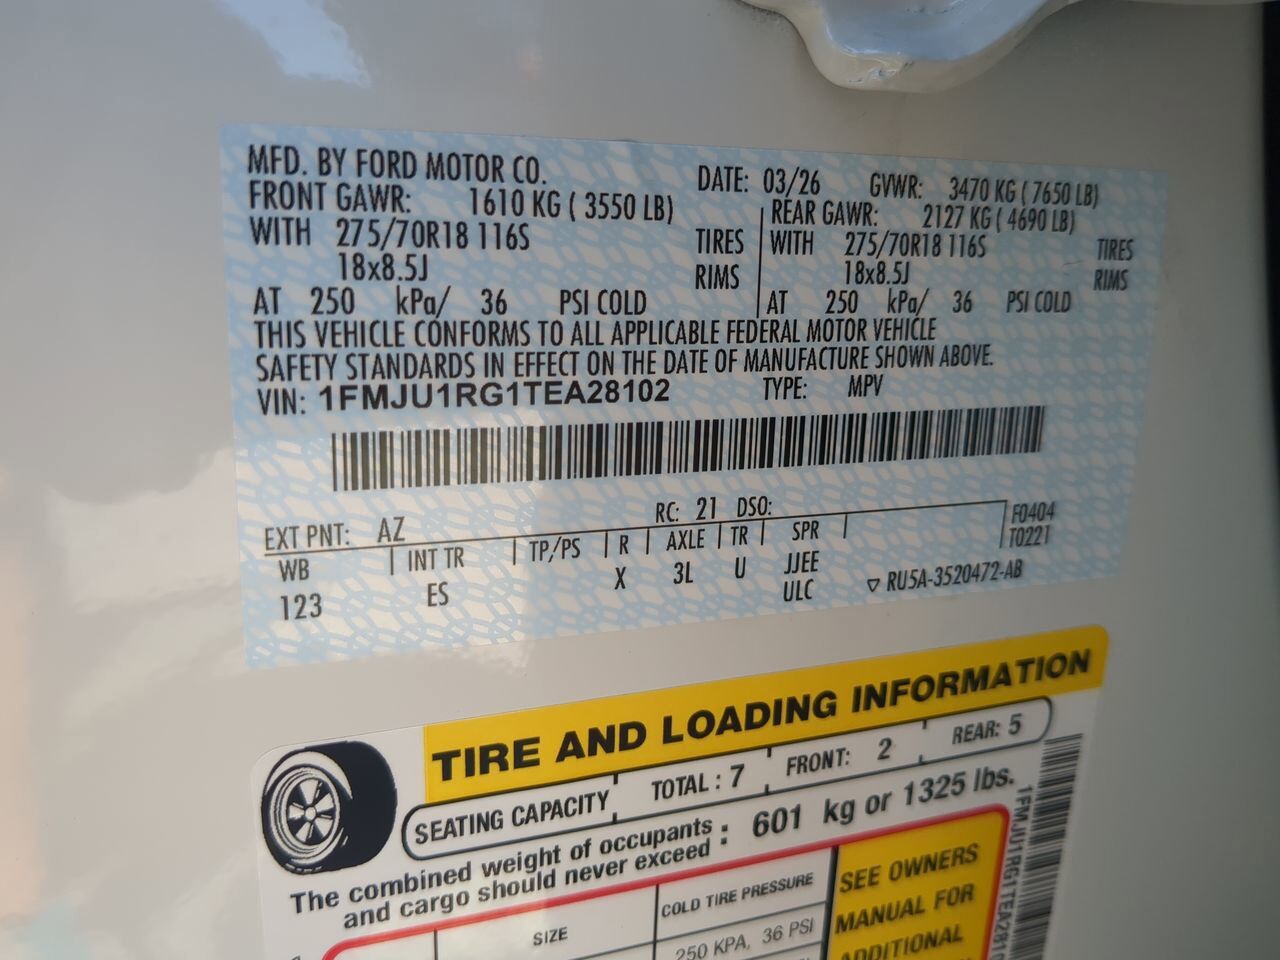 MFD. BY FORD MOTOR CO. DATE: 03/26 GVWR: 3470 KG ( 7650 LB)
FRONT GAWR: 1610 KG ( 3550 LB) REAR GAWR: 2127 KG ( 4690 LB)
WITH 275/70R18 116S TIRES WITH 275/70R18 116S TIRES
18x8.5J RIMS 18x8.5J RIMS
AT 250 kPa/ 36 PSI COLD AT 250 kPa/ 36 PSI COLD
THIS VEHICLE CONFORMS TO ALL APPLICABLE FEDERAL MOTOR VEHICLE
SAFETY STANDARDS IN EFFECT ON THE DATE OF MANUFACTURE SHOWN ABOVE.
VIN: 1FMJU1RG1TEA28102 TYPE: MPV
EXT PNT: AZ RC: 21 DSO: F0404
WB INT TR TP/PS R AXLE TR SPR T0221
123 ES X 3L U JJEE
ULC ▽ RU5A-3520472-AB
TIRE AND LOADING INFORMATION
SEATING CAPACITY TOTAL : 7 FRONT: 2 REAR: 5
The combined weight of occupants : 601 kg or 1325 lbs.
and cargo should never exceed :
SIZE COLD TIRE PRESSURE SEE OWNERS
250 KPA, 36 PSI MANUAL FOR
ADDITIONAL
1FMJU1RG1TEA2810